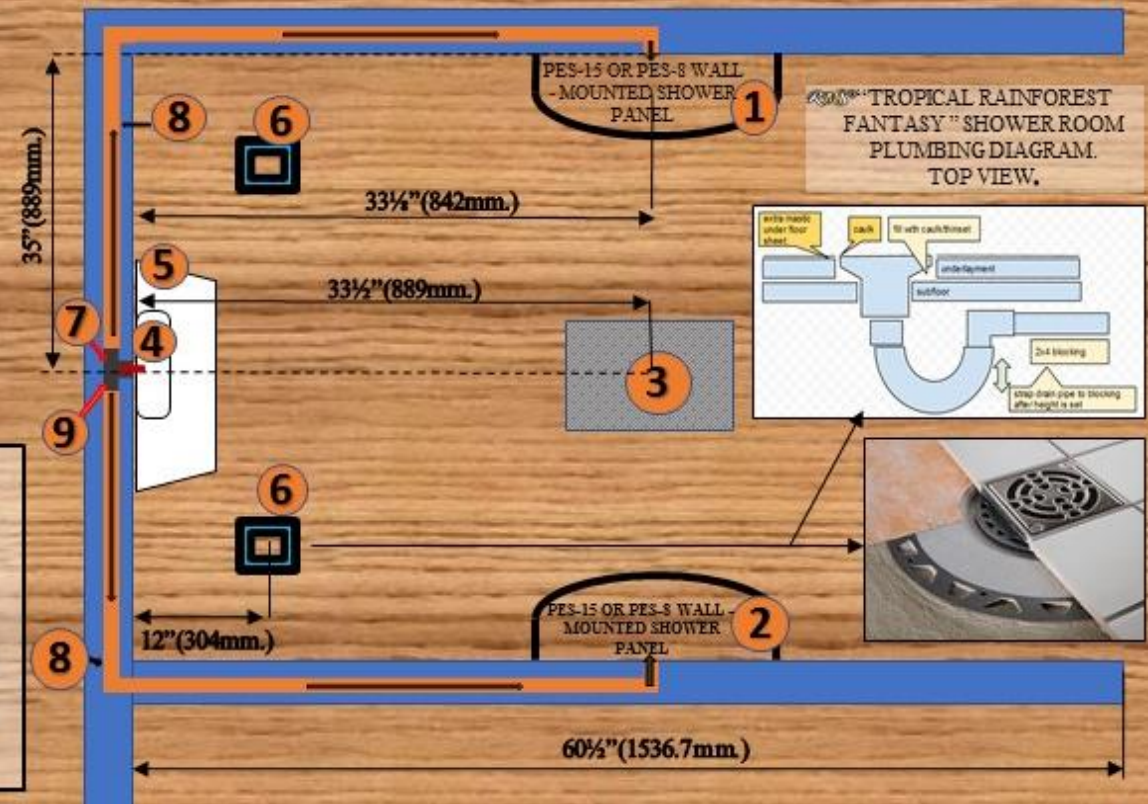 PES-15 OR PES-8 WALL
- MOUNTED SHOWER
PANEL
1
"TROPICAL RAINFOREST
FANTASY" SHOWER ROOM
PLUMBING DIAGRAM.
TOP VIEW.
8
6
35"(889mm.)
33⅛"(842mm.)
extra mastic
under floor
sheet
caulk
fill with caulk/thinset
underlayment
subfloor
2x4 blocking
strap drain pipe to blocking
after height is set
5
33½"(889mm.)
7
4
3
9
6
12"(304mm.)
PES-15 OR PES-8 WALL -
MOUNTED SHOWER
PANEL
2
8
60½"(1536.7mm.)